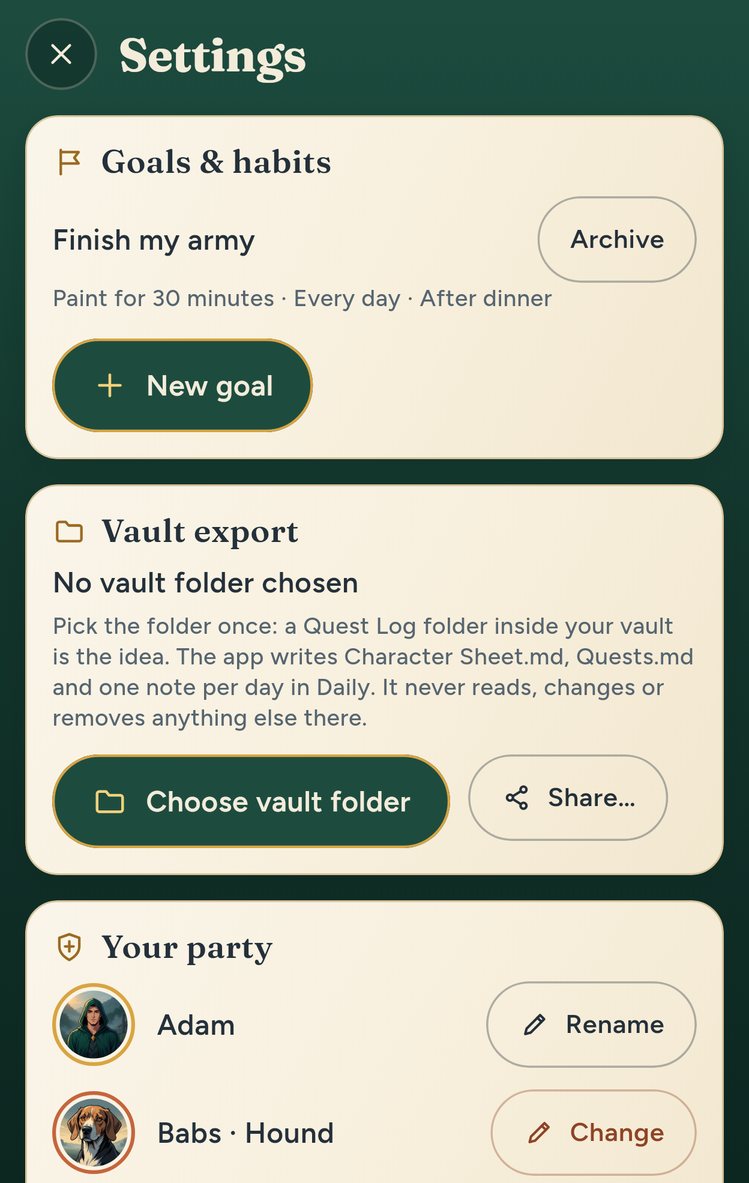 Settings
Goals & habits
Finish my army
Archive
Paint for 30 minutes · Every day · After dinner
New goal
Vault export
No vault folder chosen
Pick the folder once: a Quest Log folder inside your vault
is the idea. The app writes Character Sheet.md, Quests.md
and one note per day in Daily. It never reads, changes or
removes anything else there.
Choose vault folder
Share...
Your party
Adam
Rename
Babs · Hound
Change